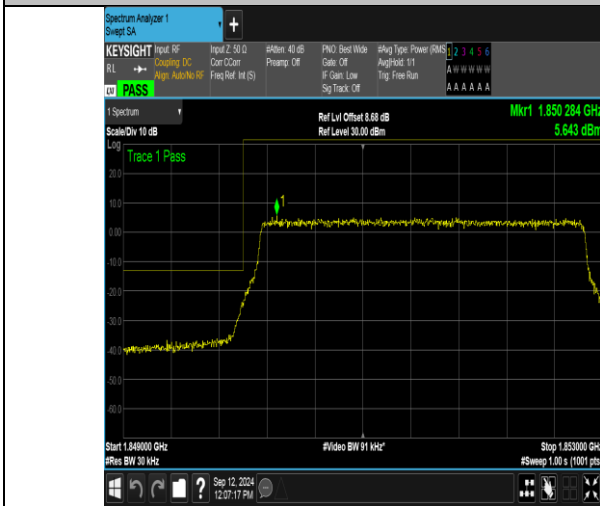 Spectrum Analyzer 1
Swept SA
+
KEYSIGHT Input: RF Input Z: 50 Ω #Atten: 40 dB PNO: Best Wide #Avg Type: Power (RMS 1 2 3 4 5 6
RL Coupling: DC Corr CCorr Preamp: Off Gate: Off Avg|Hold: 1/1 A W W W W W
Align: Auto/No RF Freq Ref: Int (S) IF Gain: Low Trig: Free Run
PASS Sig Track: Off A A A A A A
1 Spectrum Ref Lvl Offset 8.68 dB Mkr1 1.850 284 GHz
Scale/Div 10 dB Ref Level 30.00 dBm 5.643 dBm
Log
Trace 1 Pass
20.0
10.0
1
0.00
-10.0
-20.0
-30.0
-40.0
-50.0
-60.0
Start 1.849000 GHz #Video BW 91 kHz* Stop 1.853000 GHz
#Res BW 30 kHz #Sweep 1.00 s (1001 pts
? Sep 12, 2024
12:07:17 PM